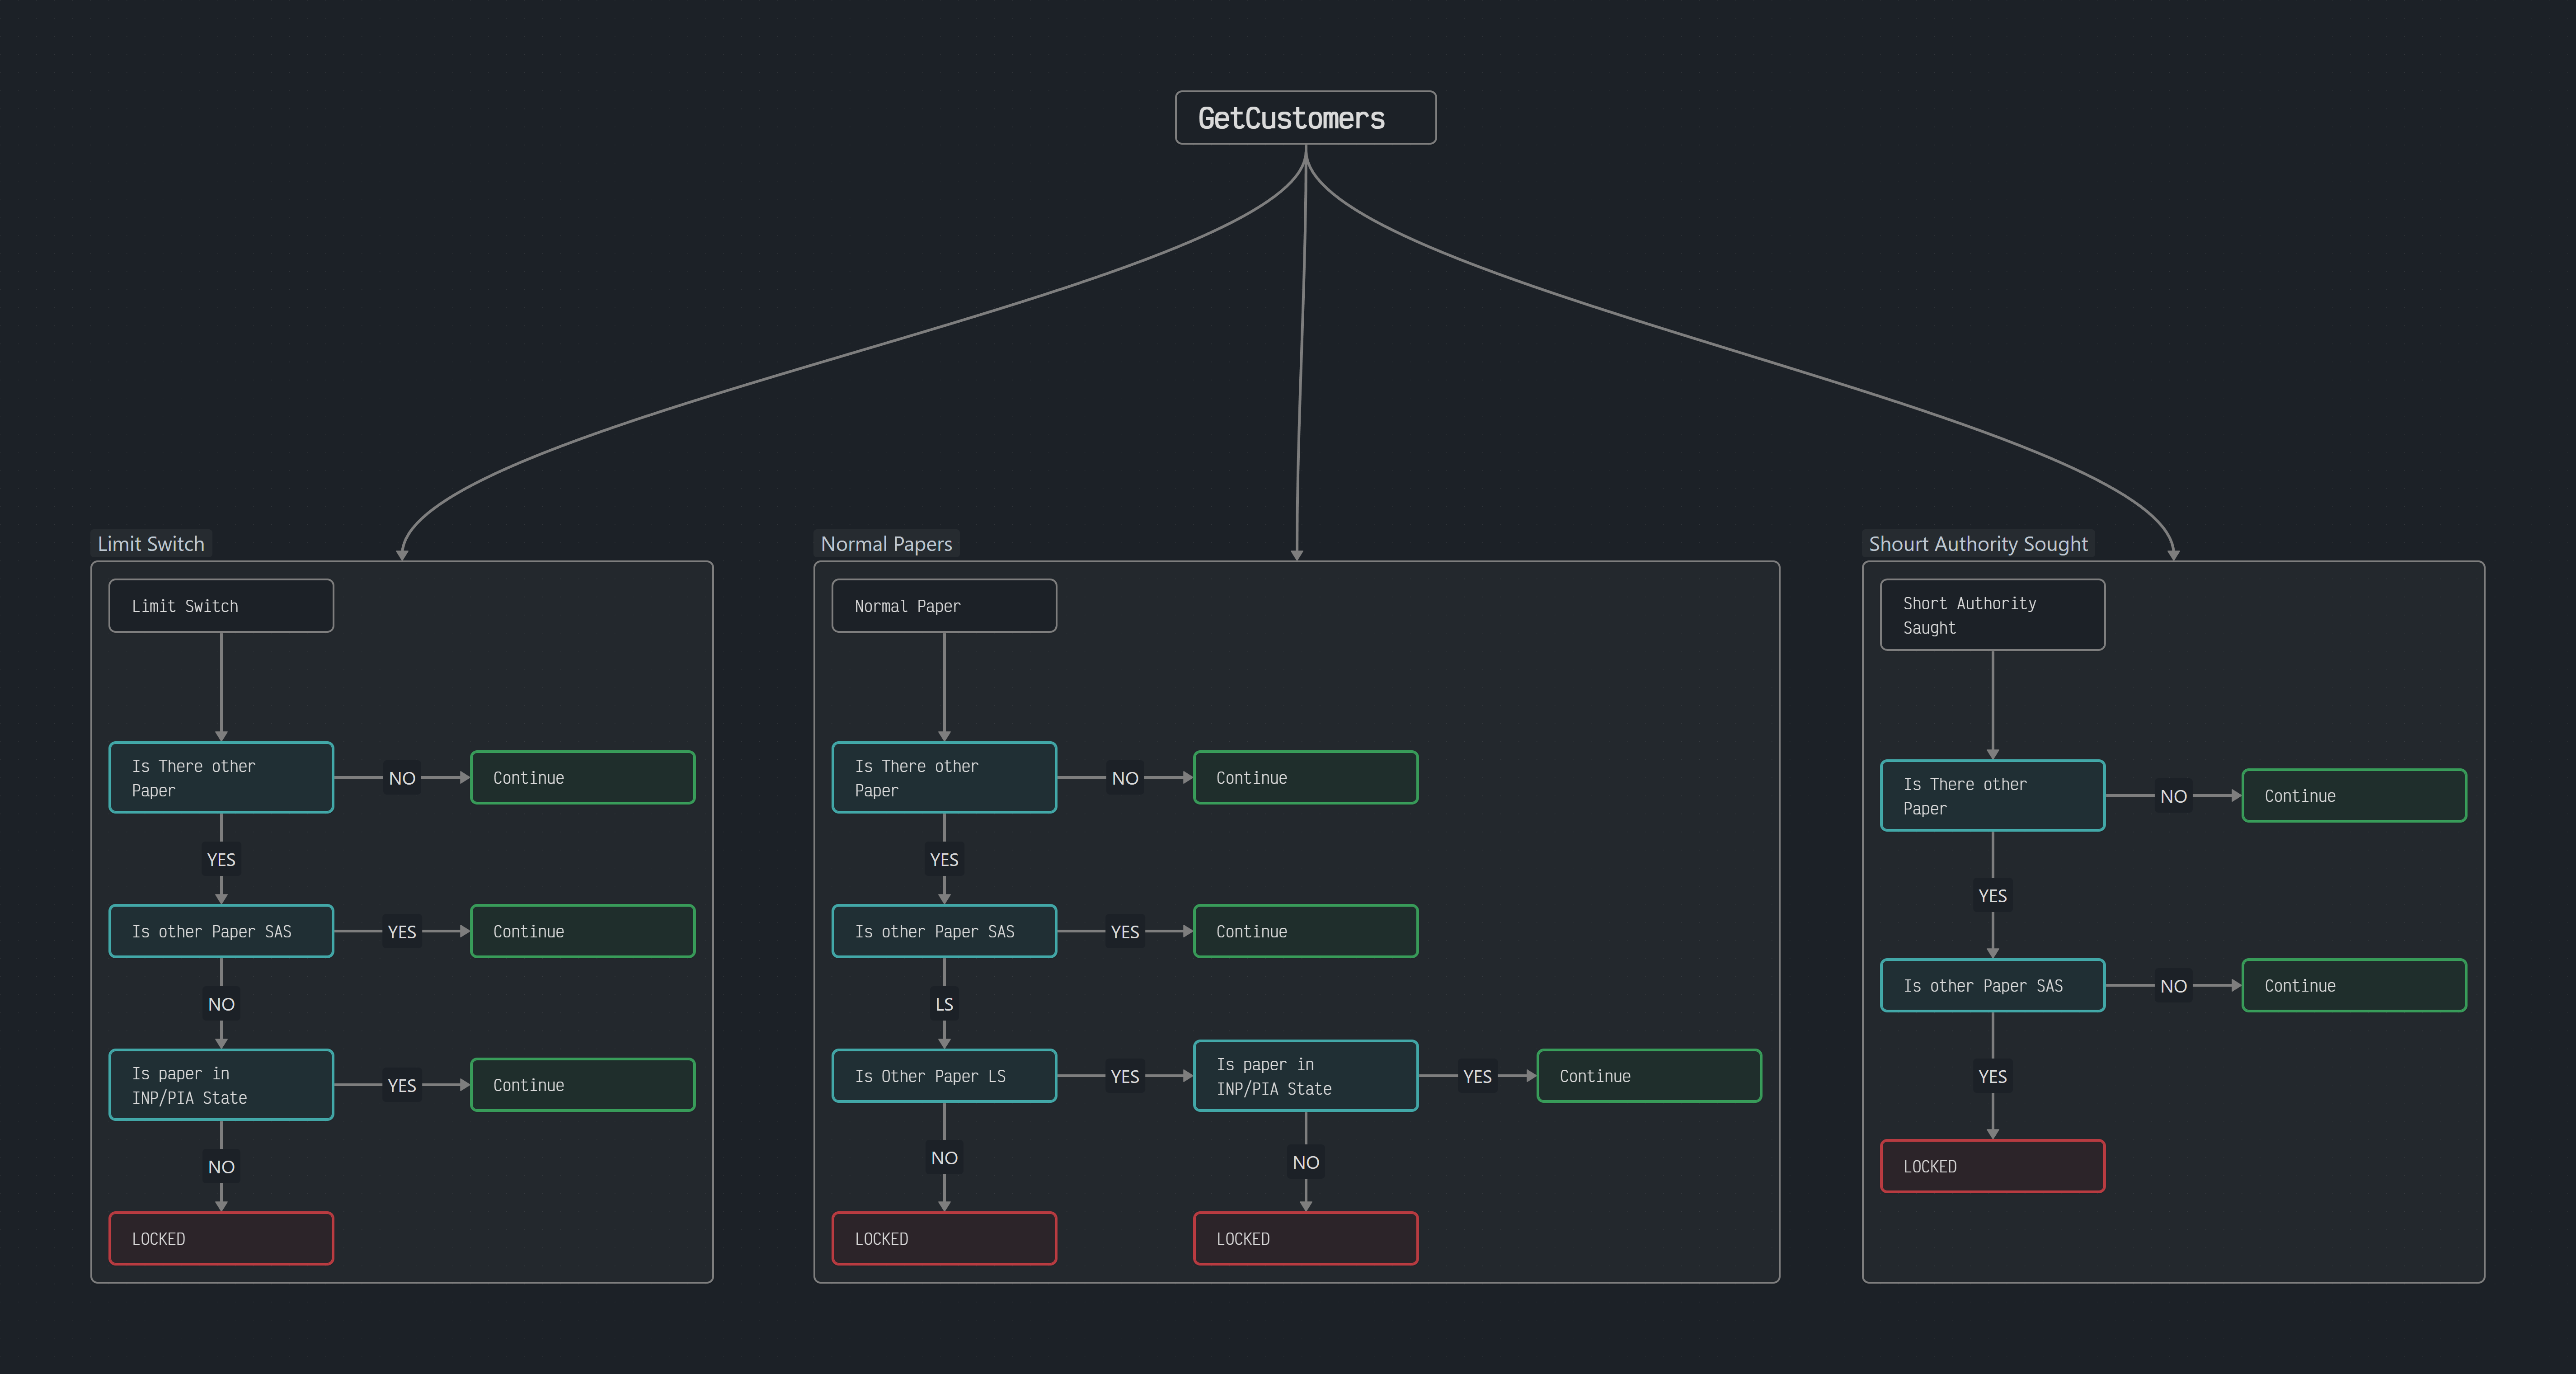 GetCustomers
Limit Switch
Limit Switch
Is There other
Paper
NO
Continue
YES
Is other Paper SAS
YES
Continue
NO
Is paper in
INP/PIA State
YES
Continue
NO
LOCKED
Normal Papers
Normal Paper
Is There other
Paper
NO
Continue
YES
Is other Paper SAS
YES
Continue
LS
Is Other Paper LS
YES
Is paper in
INP/PIA State
YES
Continue
NO
NO
LOCKED
LOCKED
Shourt Authority Sought
Short Authority
Saught
Is There other
Paper
NO
Continue
YES
Is other Paper SAS
NO
Continue
YES
LOCKED